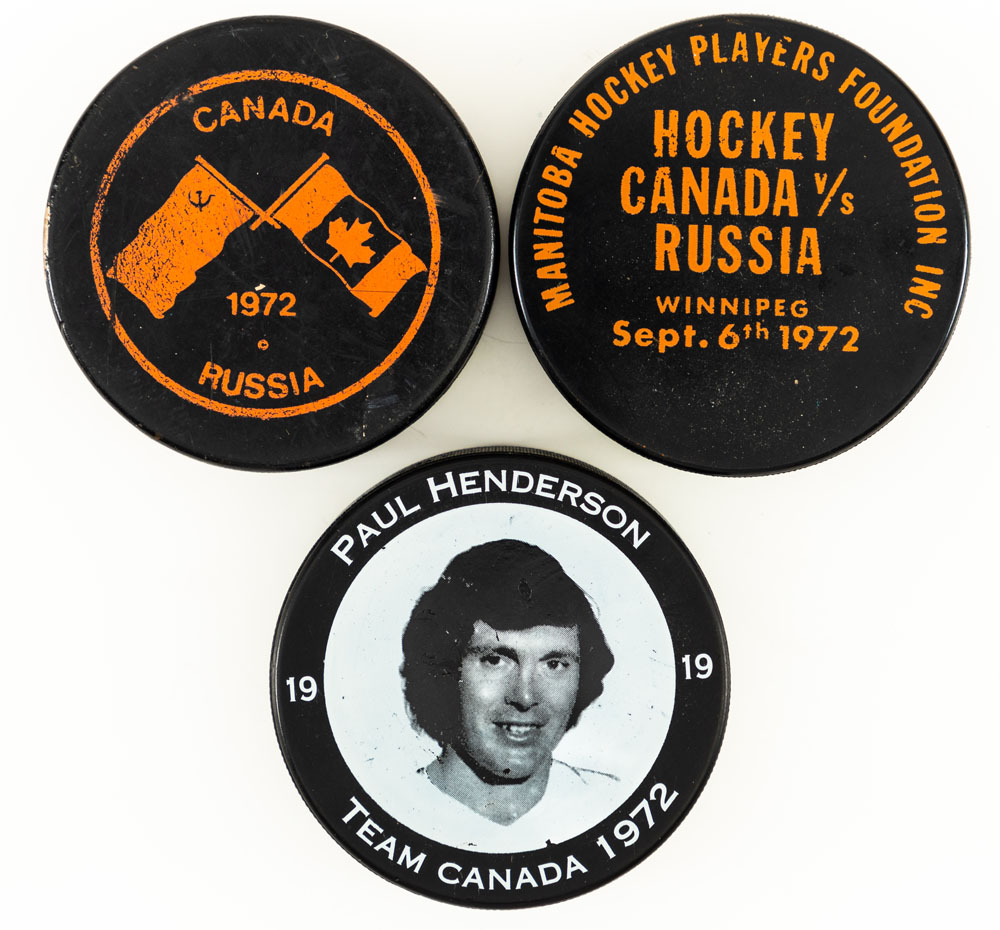 CANADA
1972
©
RUSSIA
MANITOBA HOCKEY PLAYERS FOUNDATION INC
HOCKEY
CANADA v/s
RUSSIA
WINNIPEG
Sept. 6th 1972
PAUL HENDERSON
19
19
TEAM CANADA 1972